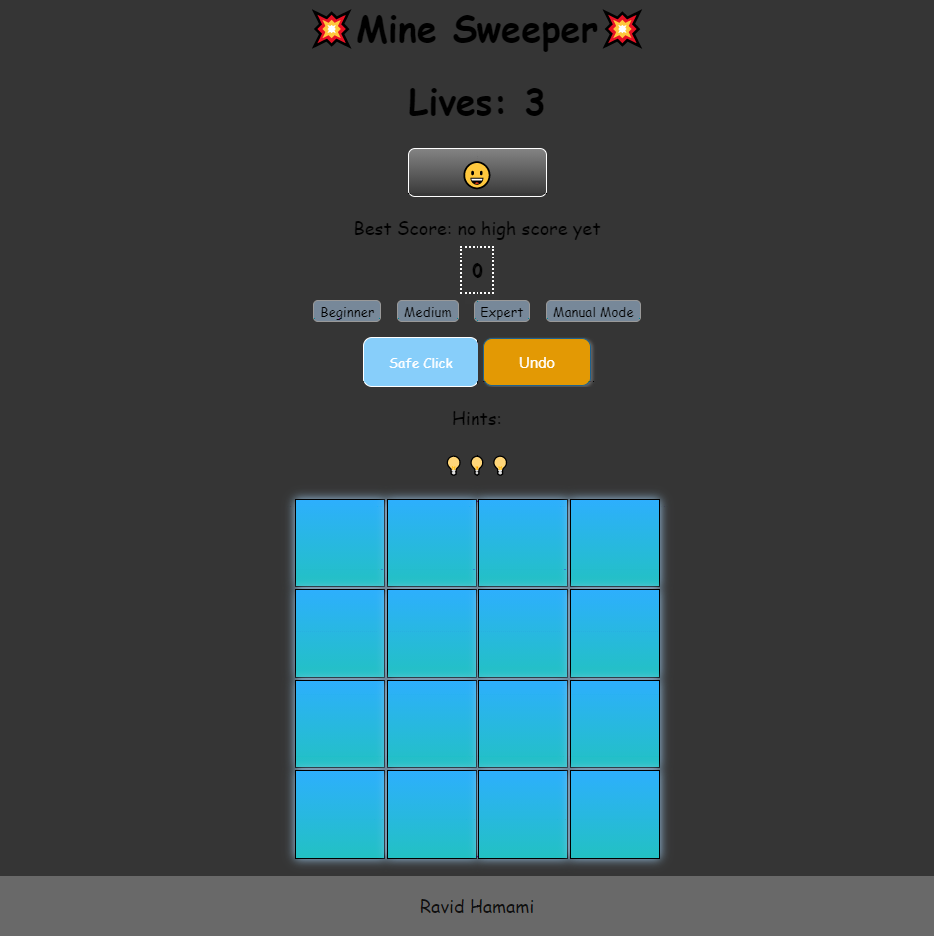 💥Mine Sweeper💥
Lives: 3
😀
Best Score: no high score yet
0
Beginner Medium Expert Manual Mode
Safe Click Undo
Hints:
💡 💡 💡
Ravid Hamami